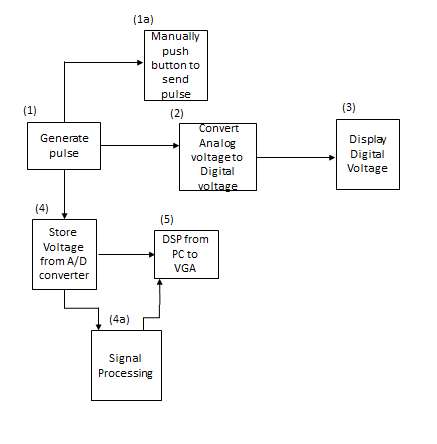 (1a)
Manually
push
button to
send
pulse
(1)
Generate
pulse
(2)
Convert
Analog
voltage to
Digital
voltage
(3)
Display
Digital
Voltage
(4)
Store
Voltage
from A/D
converter
(5)
DSP from
PC to
VGA
(4a)
Signal
Processing